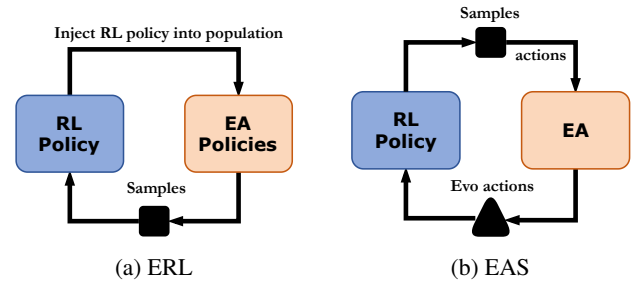 Inject RL policy into population
RL
Policy
EA
Policies
Samples
(a) ERL
Samples
actions
RL
Policy
EA
Evo actions
(b) EAS